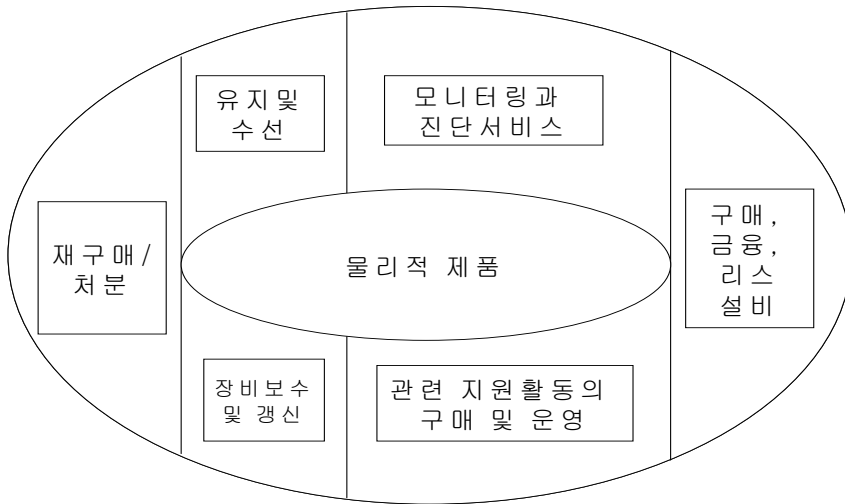 유지및
수선
모니터링과
진단서비스
재구매/
처분
물리적 제품
구매,
금융,
리스
설비
장비보수
및 갱신
관련 지원활동의
구매 및 운영